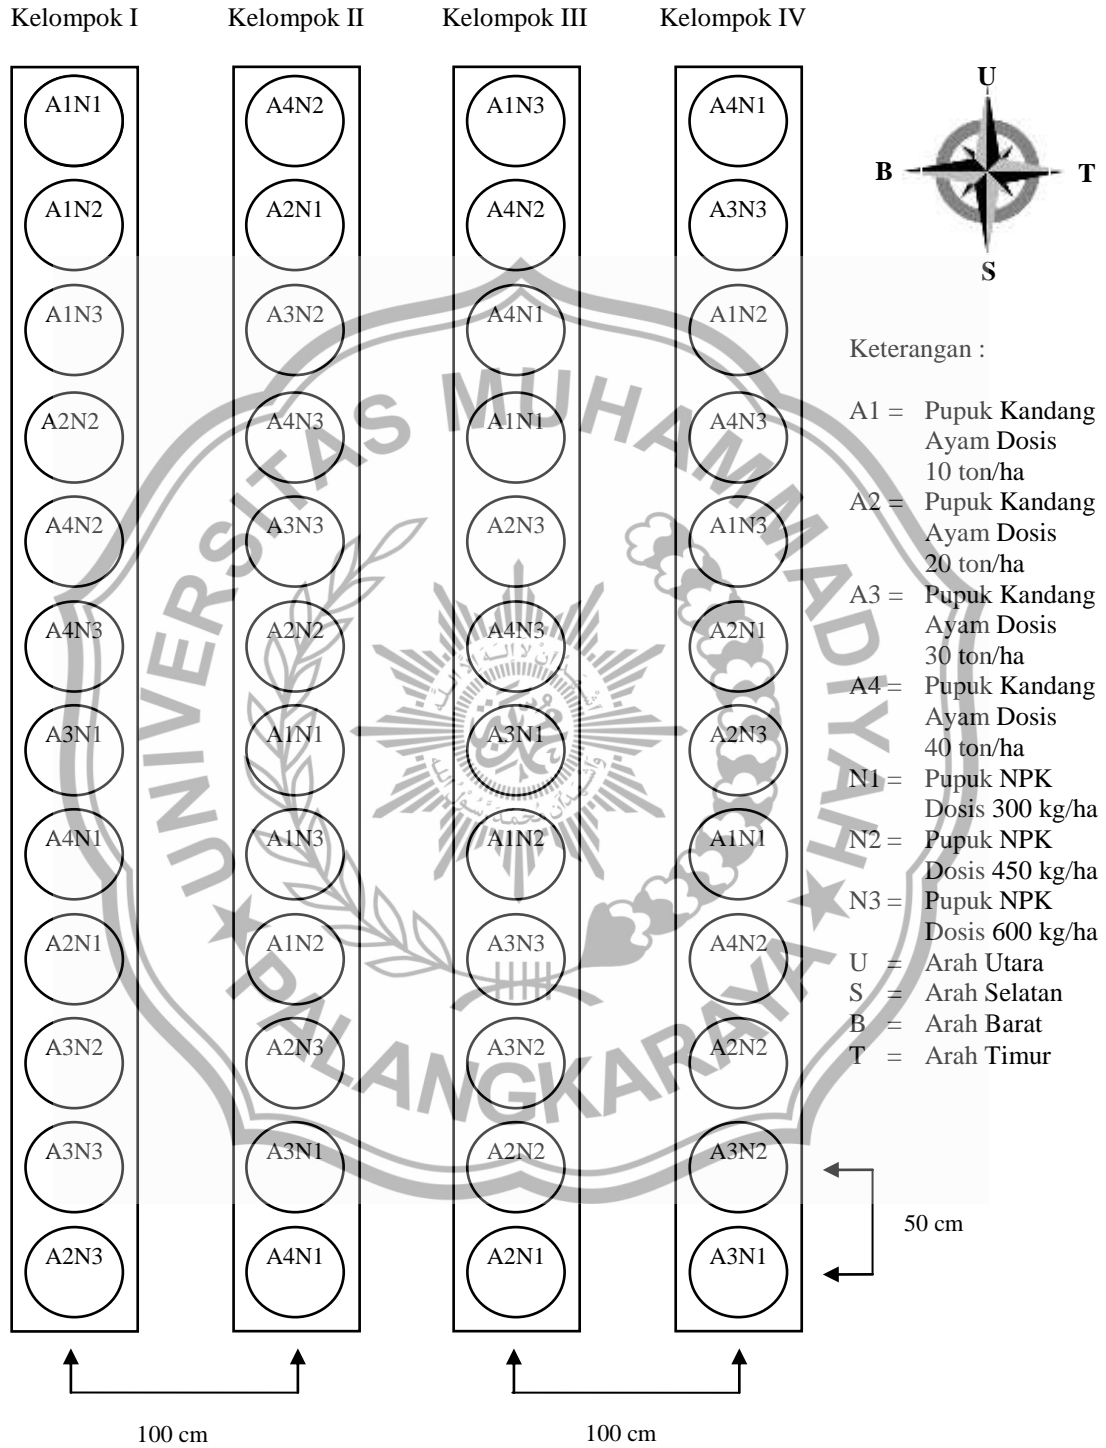 Kelompok I Kelompok II Kelompok III Kelompok IV
A1N1 A4N2 A1N3 A4N1
A1N2 A2N1 A4N2 A3N3
A1N3 A3N2 A4N1 A1N2
A2N2 A4N3 A1N1 A4N3
A4N2 A3N3 A2N3 A1N3
A4N3 A2N2 A4N3 A2N1
A3N1 A1N1 A3N1 A2N3
A4N1 A1N3 A1N2 A1N1
A2N1 A1N2 A3N3 A4N2
A3N2 A2N3 A3N2 A2N2
A3N3 A3N1 A2N2 A3N2
A2N3 A4N1 A2N1 A3N1
100 cm 100 cm
50 cm
U
B T
S
Keterangan :
A1 = Pupuk Kandang
Ayam Dosis
10 ton/ha
A2 = Pupuk Kandang
Ayam Dosis
20 ton/ha
A3 = Pupuk Kandang
Ayam Dosis
30 ton/ha
A4 = Pupuk Kandang
Ayam Dosis
40 ton/ha
N1 = Pupuk NPK
Dosis 300 kg/ha
N2 = Pupuk NPK
Dosis 450 kg/ha
N3 = Pupuk NPK
Dosis 600 kg/ha
U = Arah Utara
S = Arah Selatan
B = Arah Barat
T = Arah Timur
UNIVERSITAS MUHAMMADIYAH
PALANGKARAYA